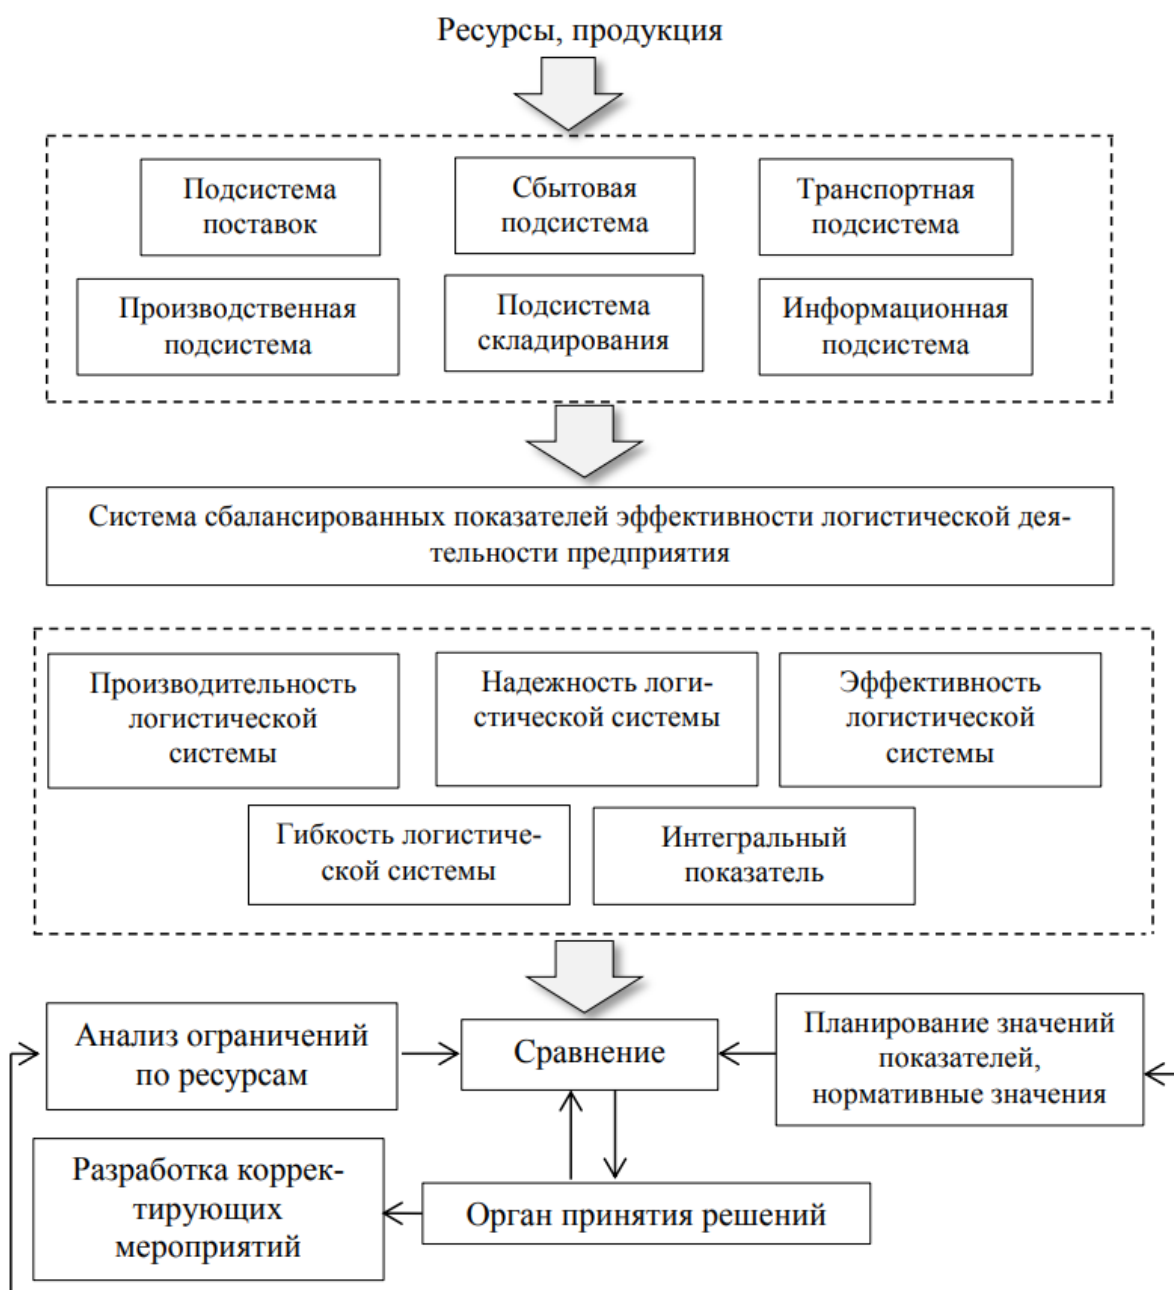 Ресурсы, продукция
Подсистема
поставок
Сбытовая
подсистема
Транспортная
подсистема
Производственная
подсистема
Подсистема
складирования
Информационная
подсистема
Система сбалансированных показателей эффективности логистической дея-
тельности предприятия
Производительность
логистической
системы
Надежность логи-
стической системы
Эффективность
логистической
системы
Гибкость логистиче-
ской системы
Интегральный
показатель
Анализ ограничений
по ресурсам
Сравнение
Планирование значений
показателей,
нормативные значения
Разработка коррек-
тирующих
мероприятий
Орган принятия решений